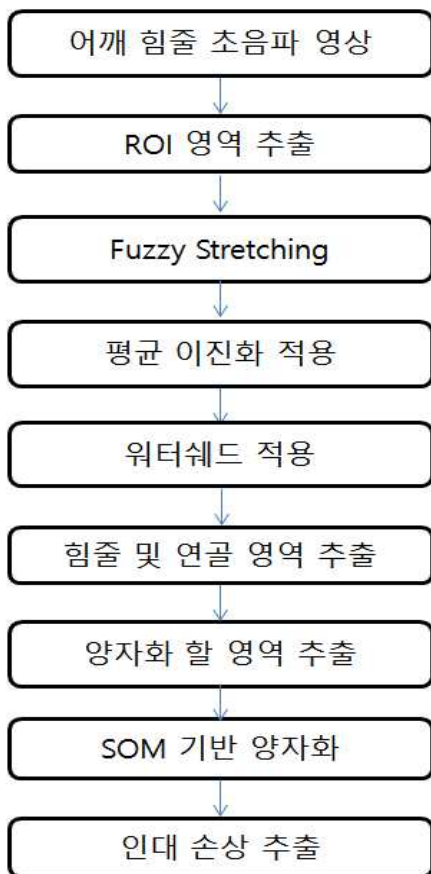 어깨 힘줄 초음파 영상
ROI 영역 추출
Fuzzy Stretching
평균 이진화 적용
워터쉐드 적용
힘줄 및 연골 영역 추출
양자화 할 영역 추출
SOM 기반 양자화
인대 손상 추출